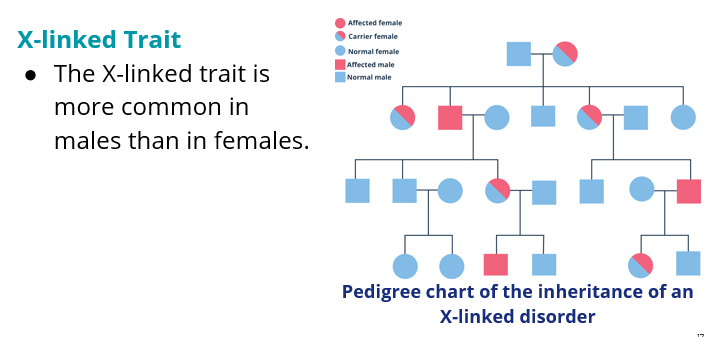 X-linked Trait
● The X-linked trait is
more common in
males than in females.
Affected female
Carrier female
Normal female
Affected male
Normal male
Pedigree chart of the inheritance of an
X-linked disorder